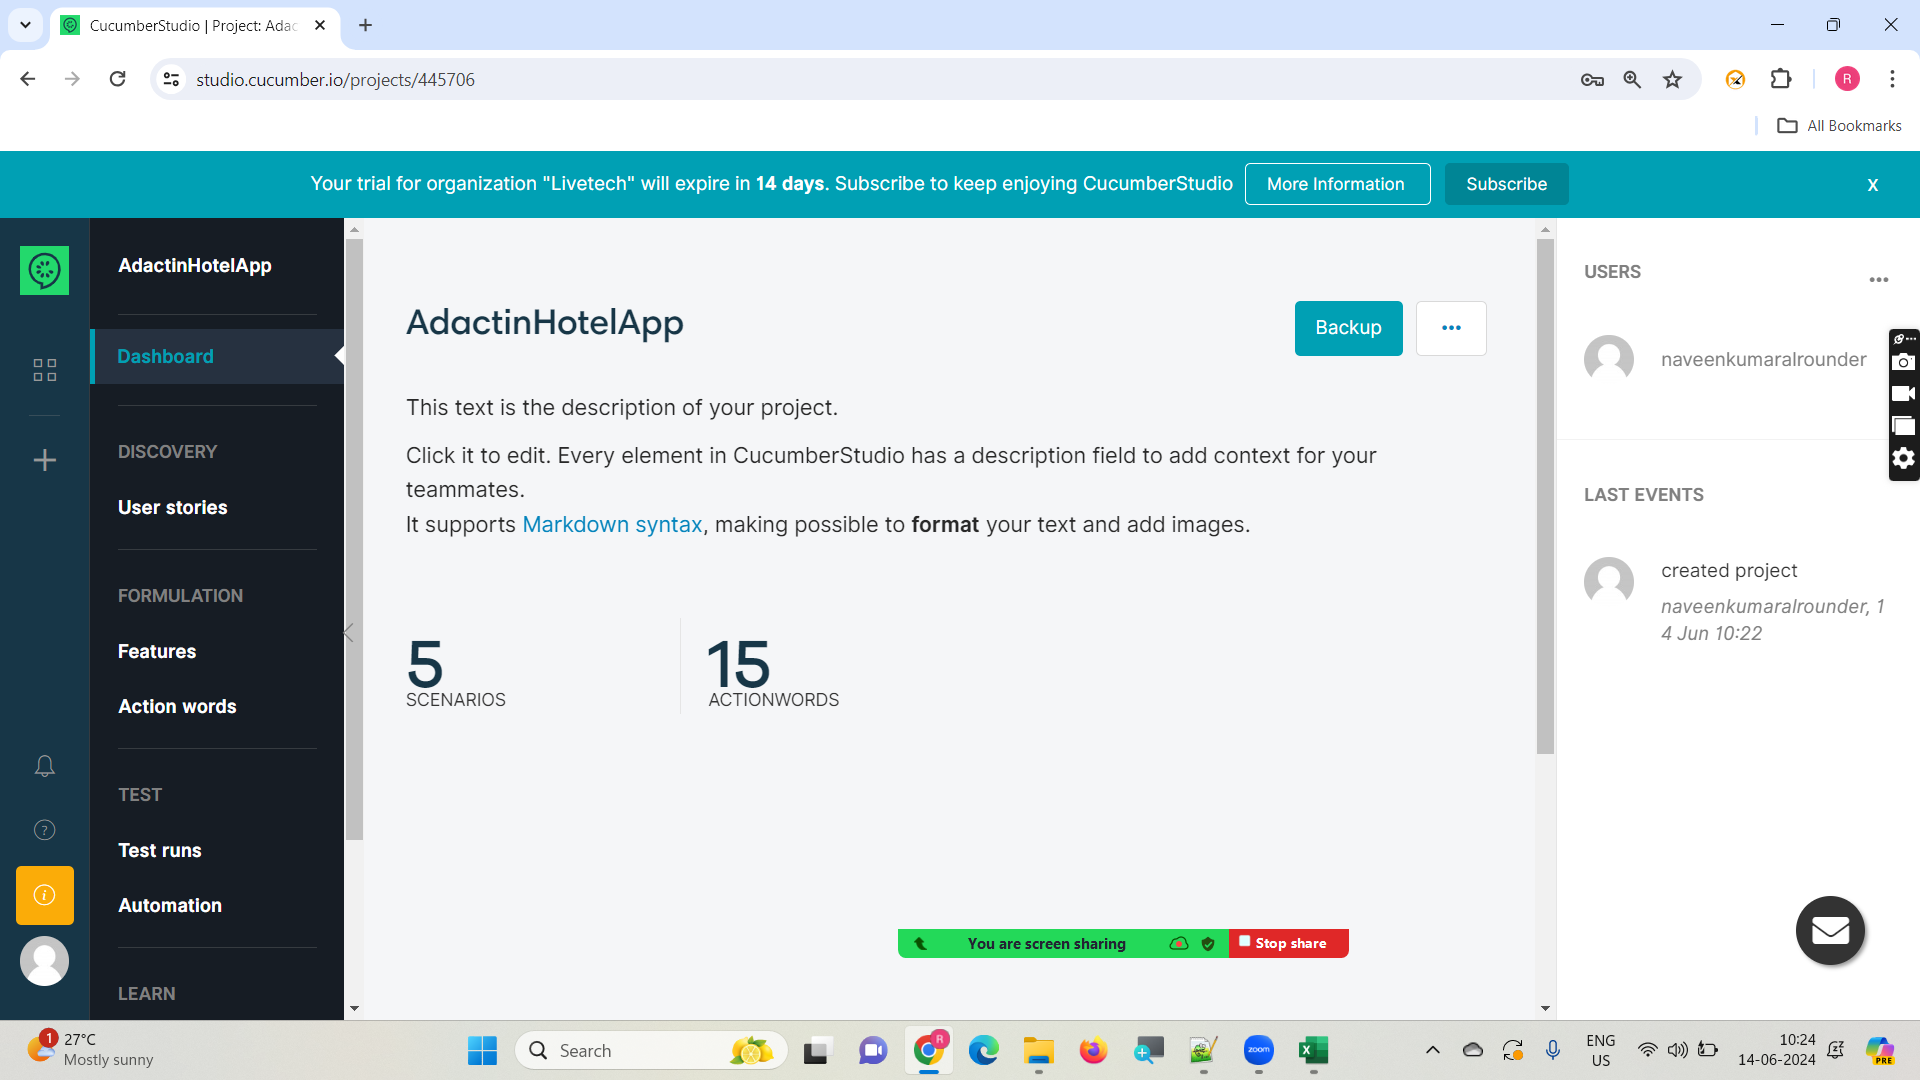 CucumberStudio | Project: Adac
studio.cucumber.io/projects/445706
R
All Bookmarks
Your trial for organization "Livetech" will expire in 14 days. Subscribe to keep enjoying CucumberStudio
More Information
Subscribe
X
AdactinHotelApp
Dashboard
DISCOVERY
User stories
FORMULATION
Features
Action words
TEST
Test runs
Automation
LEARN
AdactinHotelApp
Backup
This text is the description of your project.
Click it to edit. Every element in CucumberStudio has a description field to add context for your
teammates.
It supports Markdown syntax, making possible to format your text and add images.
5
SCENARIOS
15
ACTIONWORDS
USERS
naveenkumaralrounder
LAST EVENTS
created project
naveenkumaralrounder, 1
4 Jun 10:22
You are screen sharing
Stop share
1
27°C
Mostly sunny
Search
R
zoom
ENG
US
10:24
14-06-2024
PRE